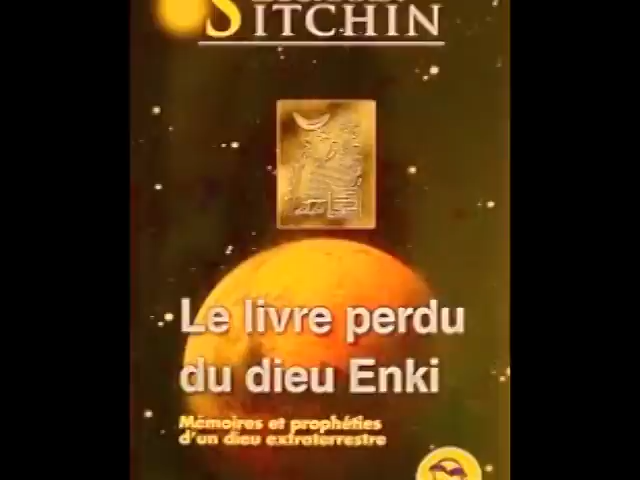 SITCHIN
Le livre perdu
du dieu Enki
Mémoires et prophéties
d'un dieu extraterrestre